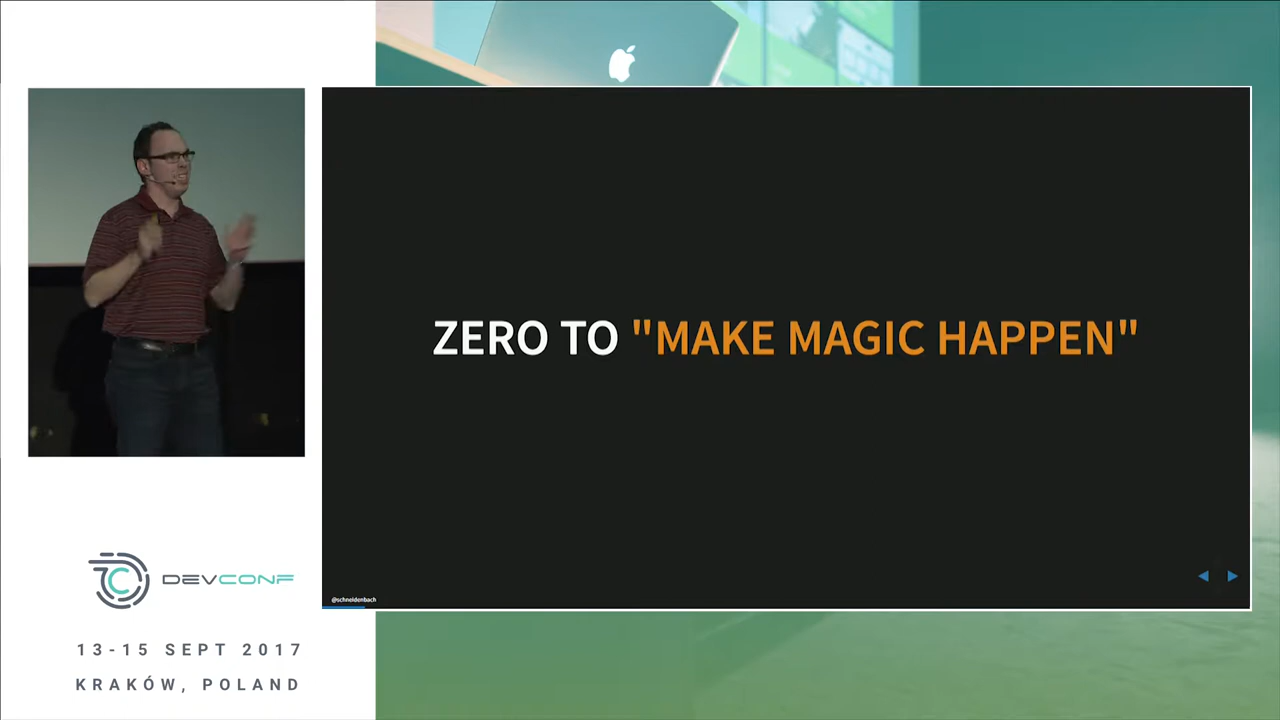 ZERO TO "MAKE MAGIC HAPPEN"
@schneidenbach
DEVCONF
13-15 SEPT 2017
KRAKÓW, POLAND